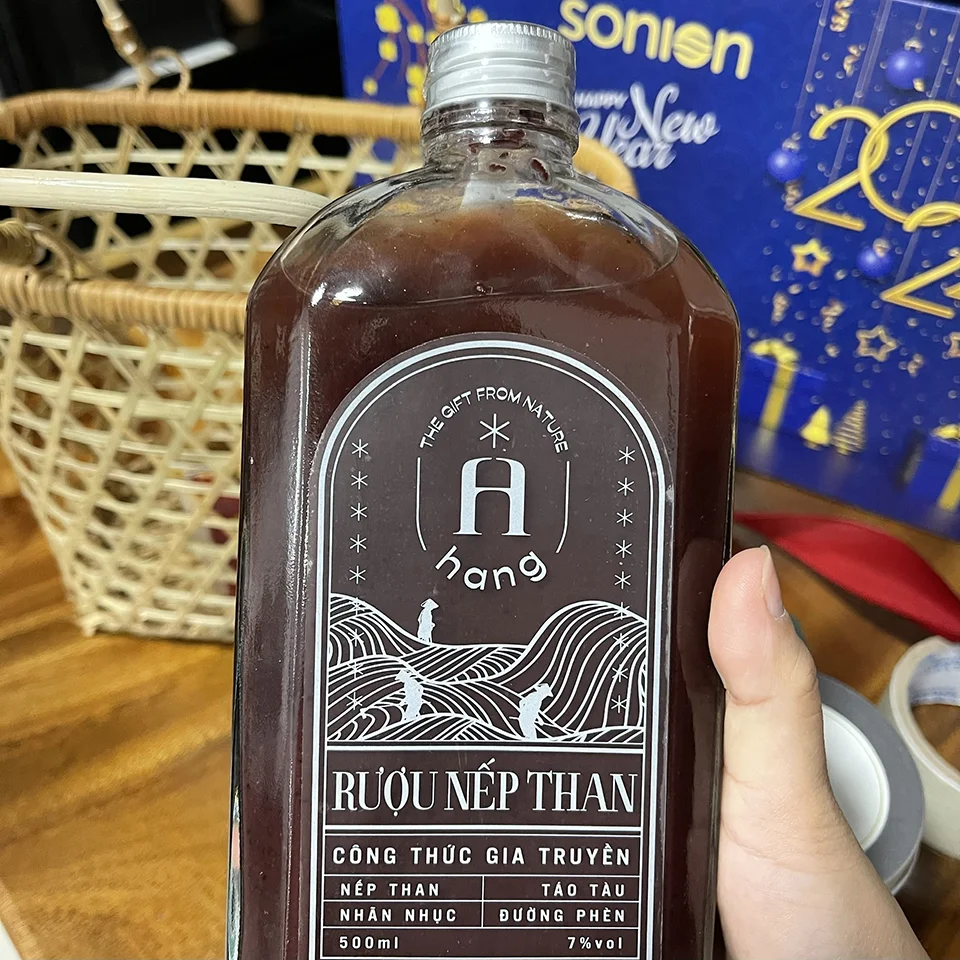 sonion
HAPPY
New
Year
202
THE GIFT FROM NATURE
A
hang
RƯỢU NẾP THAN
CÔNG THỨC GIA TRUYỀN
NẾP THAN TÁO TÀU
NHÃN NHỤC ĐƯỜNG PHÈN
500ml 7%vol